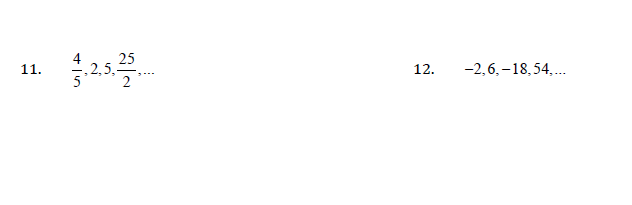 11. 4/5, 2, 5, 25/2, ... 12. −2, 6, −18, 54, ...